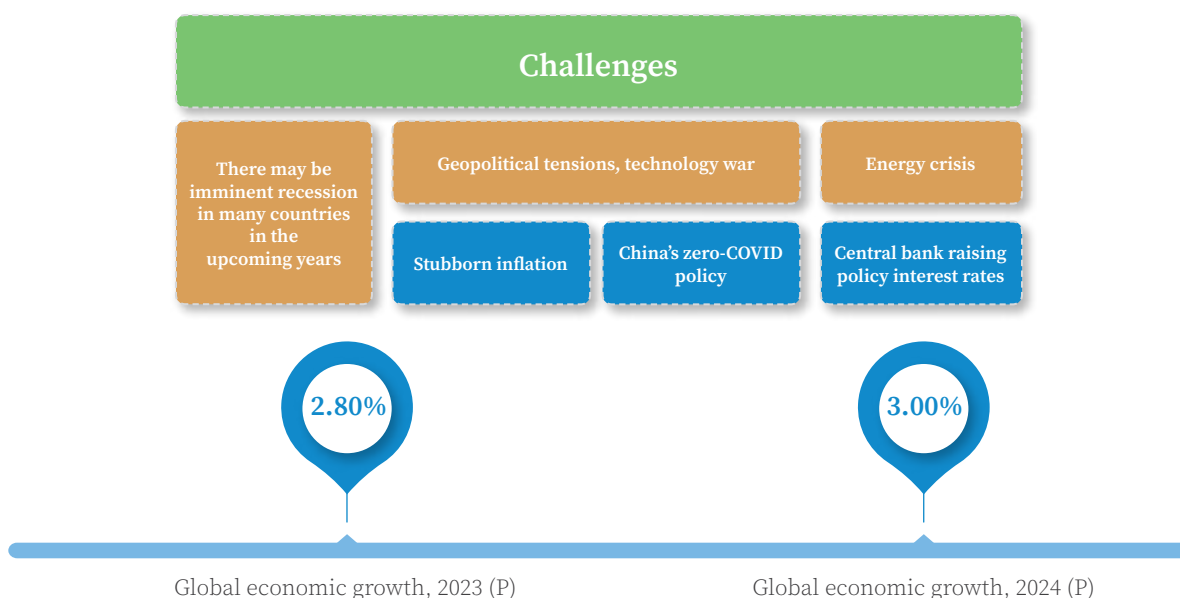 Challenges
There may be
imminent recession
in many countries
in the
upcoming years
Geopolitical tensions, technology war
Energy crisis
Stubborn inflation
China’s zero-COVID
policy
Central bank raising
policy interest rates
2.80%
3.00%
Global economic growth, 2023 (P)
Global economic growth, 2024 (P)